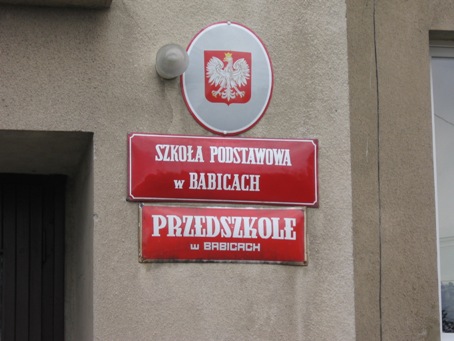 SZKOŁA PODSTAWOWA
w BABICACH
PRZEDSZKOLE
w BABICACH